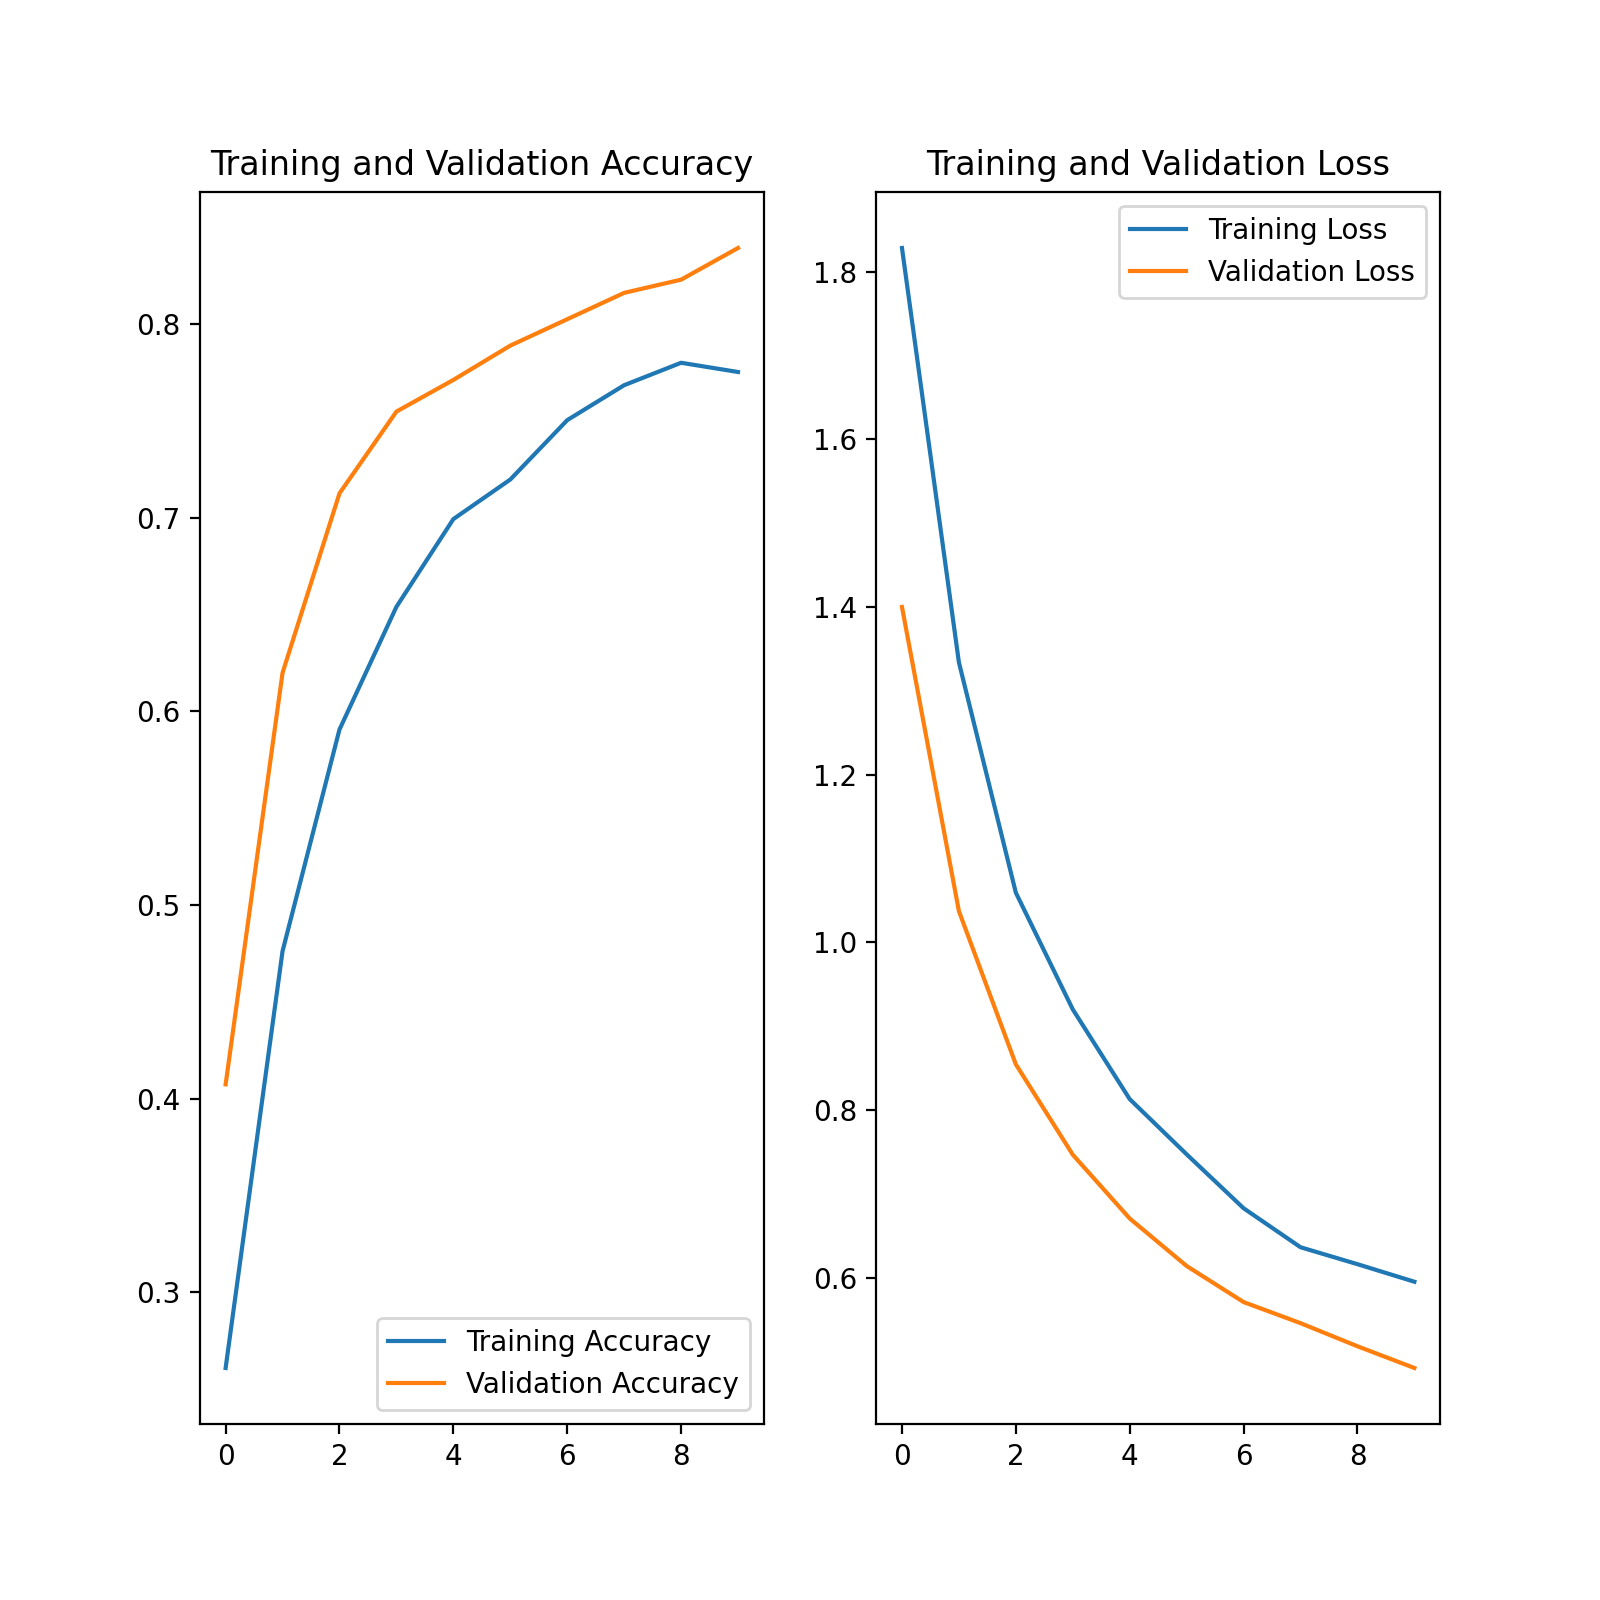 Training and Validation Accuracy
0.8
0.7
0.6
0.5
0.4
0.3
Training Accuracy
Validation Accuracy
0 2 4 6 8
Training and Validation Loss
Training Loss
Validation Loss
1.8
1.6
1.4
1.2
1.0
0.8
0.6
0 2 4 6 8